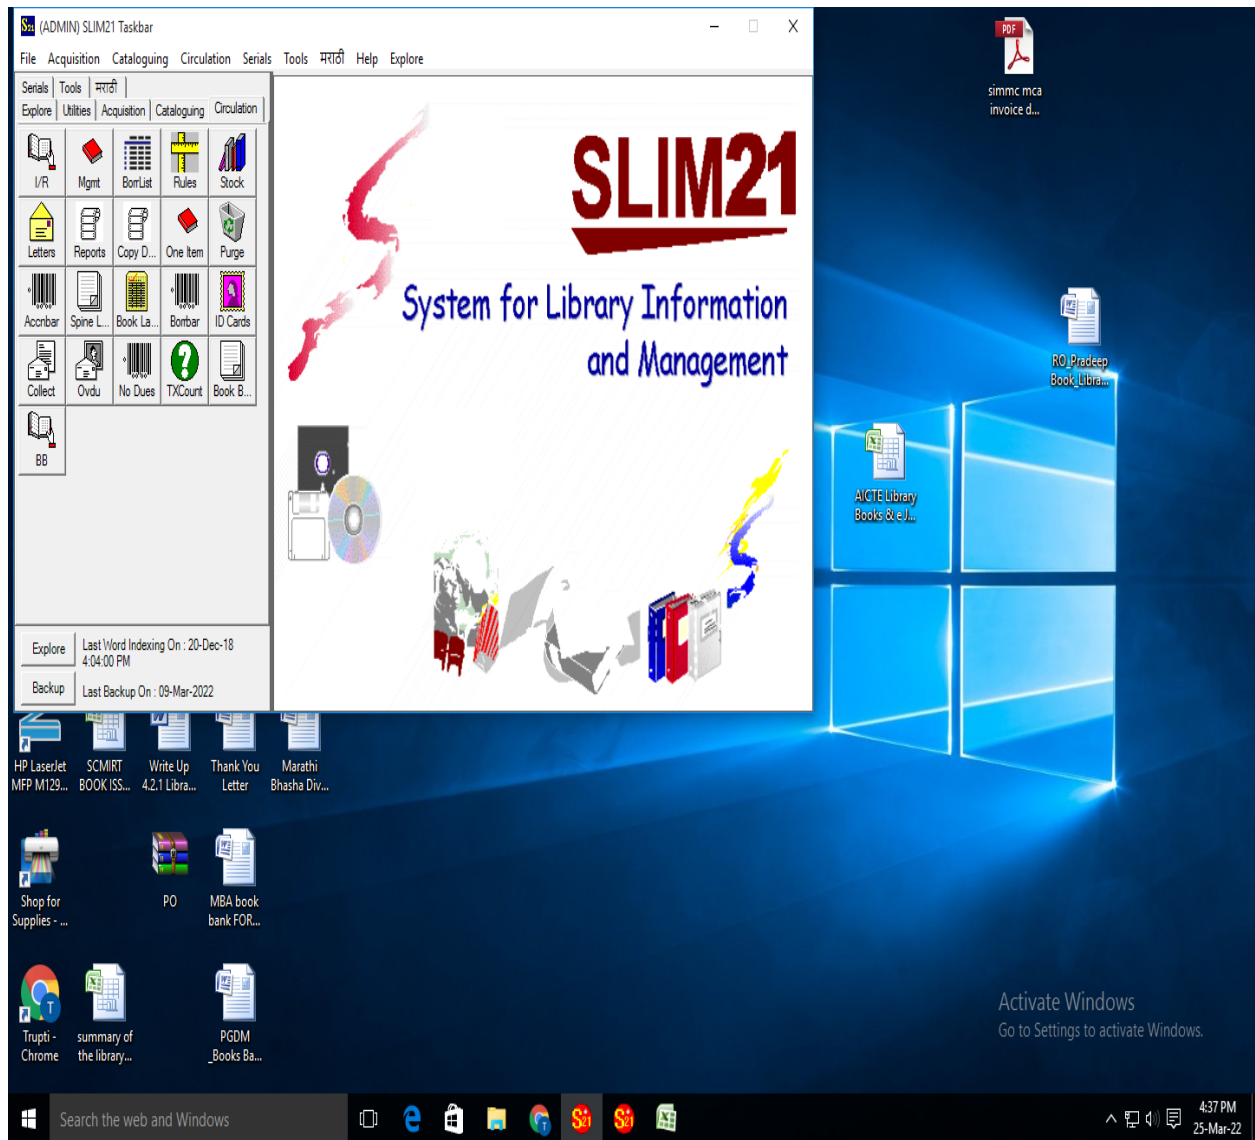 (ADMIN) SLIM21 Taskbar
File Acquisition Cataloguing Circulation Serials Tools मराठी Help Explore
Serials Tools मराठी
Explore Utilities Acquisition Cataloguing Circulation
I/R Mgmt BorrList Rules Stock
Letters Reports Copy D... One Item Purge
Accnbar Spine L... Book La... Borrbar ID Cards
Collect Ovdu No Dues TXCount Book B...
BB
Explore
Last Word Indexing On : 20-Dec-18
4:04:00 PM
Backup
Last Backup On : 09-Mar-2022
SLIM21
System for Library Information
and Management
PDF
simmc mca
invoice d...
RO_Pradeep
Book_Libra...
AICTE Library
Books & e J...
HP LaserJet
MFP M129...
SCMIRT
BOOK ISS...
Write Up
4.2.1 Libra...
Thank You
Letter
Marathi
Bhasha Div...
Shop for
Supplies - ...
PO
MBA book
bank FOR...
Trupti -
Chrome
summary of
the library...
PGDM
_Books Ba...
Activate Windows
Go to Settings to activate Windows.
Search the web and Windows
4:37 PM
25-Mar-22